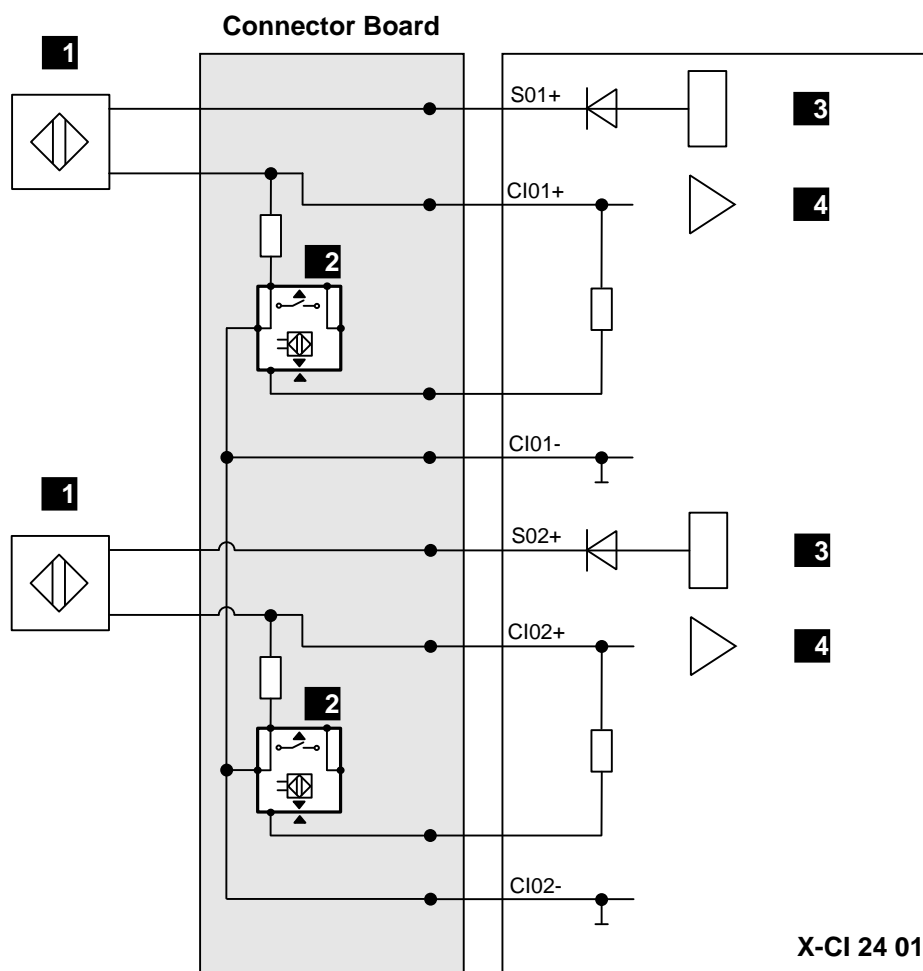 Connector Board
1
S01+
3
CI01+
4
2
CI01-
1
S02+
3
CI02+
4
2
CI02-
X-CI 24 01